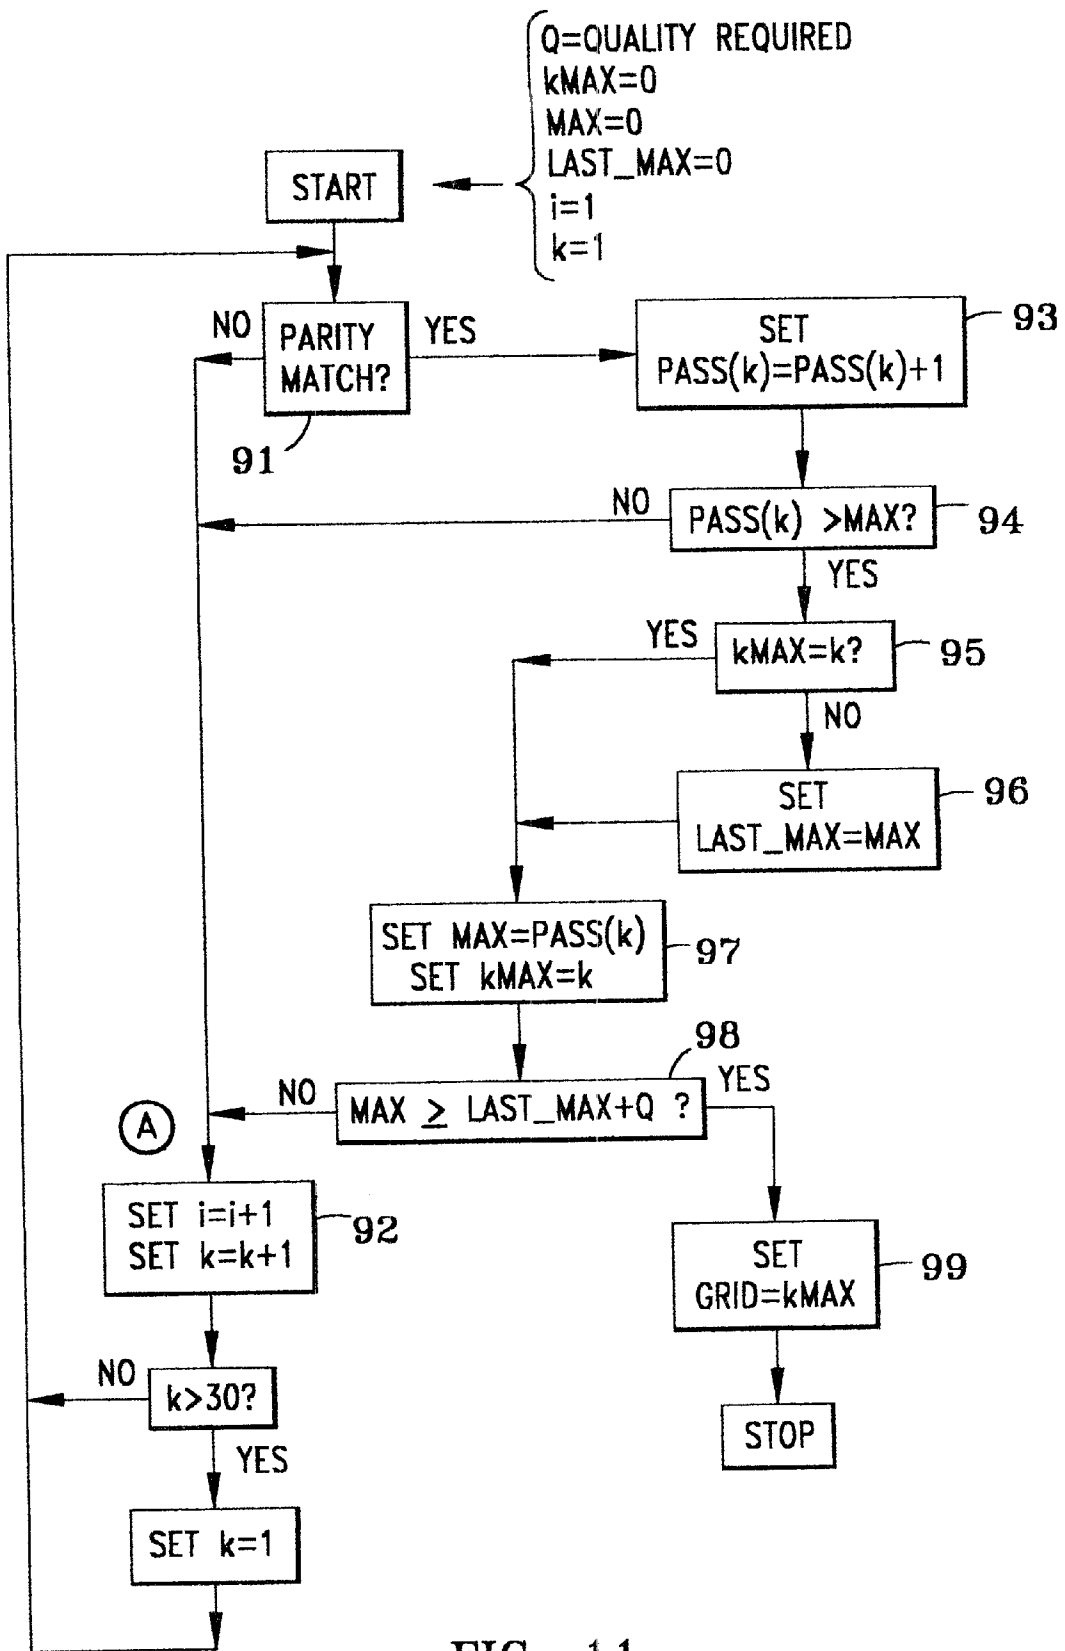 Q=QUALITY REQUIRED
kMAX=0
MAX=0
LAST_MAX=0
i=1
k=1
START
NO
PARITY
MATCH?
YES
91
SET
PASS(k)=PASS(k)+1
93
NO
PASS(k) >MAX?
94
YES
YES
kMAX=k?
95
NO
SET
LAST_MAX=MAX
96
SET MAX=PASS(k)
SET kMAX=k
97
98
NO
MAX ≥ LAST_MAX+Q ?
YES
A
SET i=i+1
SET k=k+1
92
SET
GRID=kMAX
99
NO
k>30?
YES
STOP
SET k=1
FIG. 11